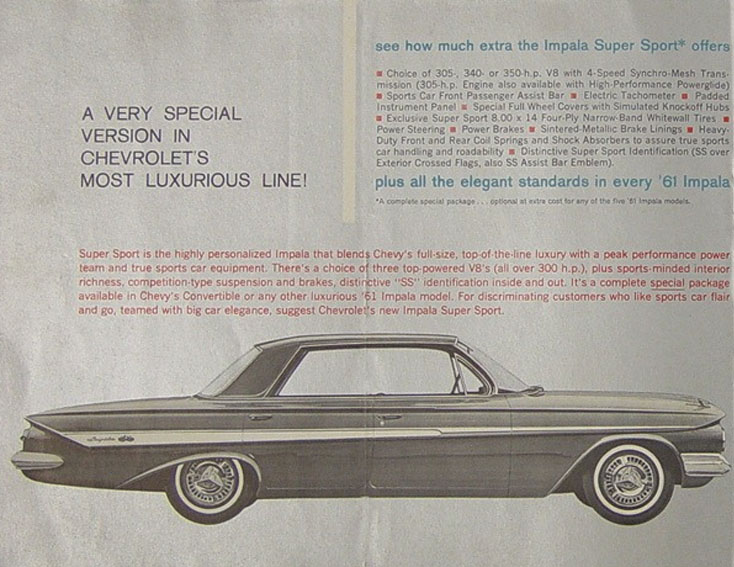 A VERY SPECIAL
VERSION IN
CHEVROLET'S
MOST LUXURIOUS LINE!
see how much extra the Impala Super Sport* offers
■ Choice of 305-, 340- or 350-h.p. V8 with 4-Speed Synchro-Mesh Trans-
mission (305-h.p. Engine also available with High-Performance Powerglide)
■ Sports Car Front Passenger Assist Bar ■ Electric Tachometer ■ Padded
Instrument Panel ■ Special Full Wheel Covers with Simulated Knockoff Hubs
■ Exclusive Super Sport 8.00 x 14 Four-Ply Narrow-Band Whitewall Tires ■
Power Steering ■ Power Brakes ■ Sintered-Metallic Brake Linings ■ Heavy-
Duty Front and Rear Coil Springs and Shock Absorbers to assure true sports
car handling and roadability ■ Distinctive Super Sport Identification (SS over
Exterior Crossed Flags, also SS Assist Bar Emblem).
plus all the elegant standards in every '61 Impala
*A complete special package . . . optional at extra cost for any of the five '61 Impala models.
Super Sport is the highly personalized Impala that blends Chevy's full-size, top-of-the-line luxury with a peak performance power
team and true sports car equipment. There's a choice of three top-powered V8's (all over 300 h.p.), plus sports-minded interior
richness, competition-type suspension and brakes, distinctive "SS" identification inside and out. It's a complete special package
available in Chevy's Convertible or any other luxurious '61 Impala model. For discriminating customers who like sports car flair
and go, teamed with big car elegance, suggest Chevrolet's new Impala Super Sport.
Impala